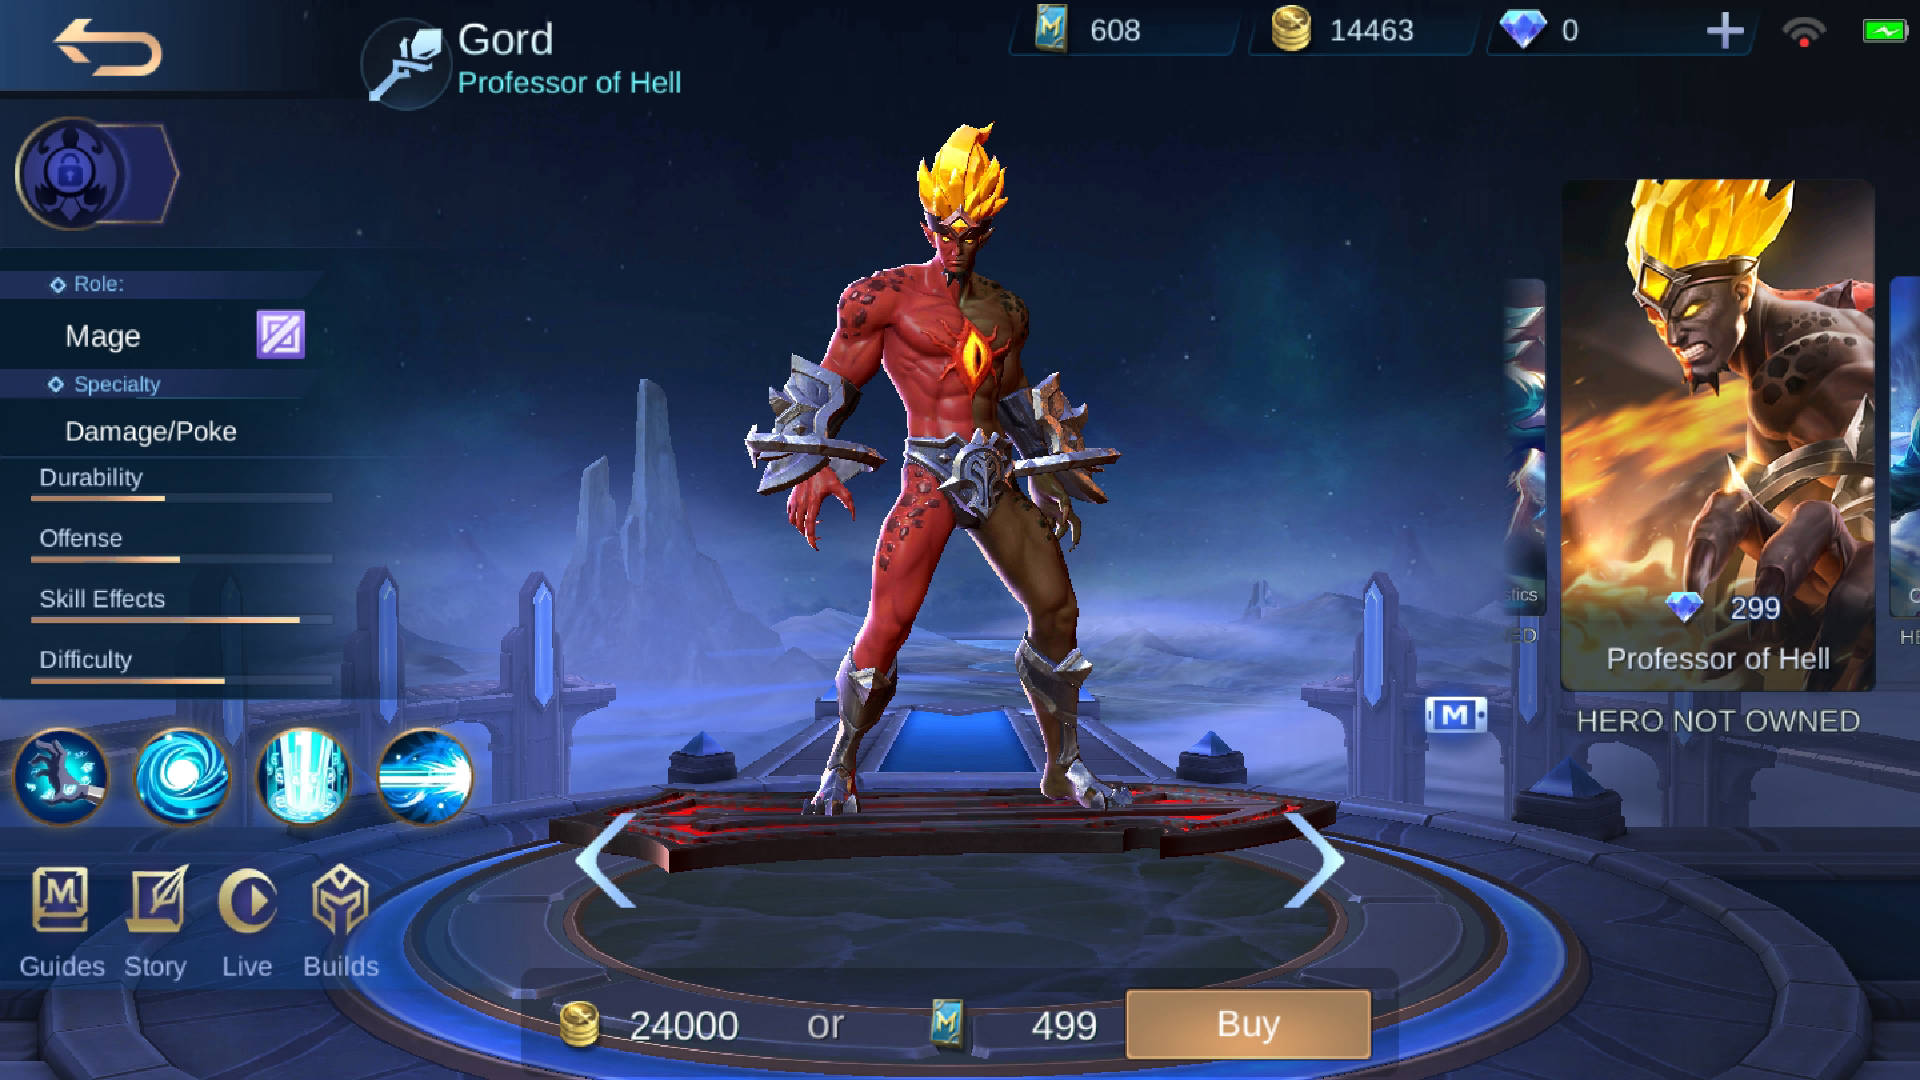 Gord
Professor of Hell
608
14463
0
Role:
Mage
Specialty
Damage/Poke
Durability
Offense
Skill Effects
Difficulty
299
Professor of Hell
M
HERO NOT OWNED
Guides
Story
Live
Builds
24000
or
499
Buy